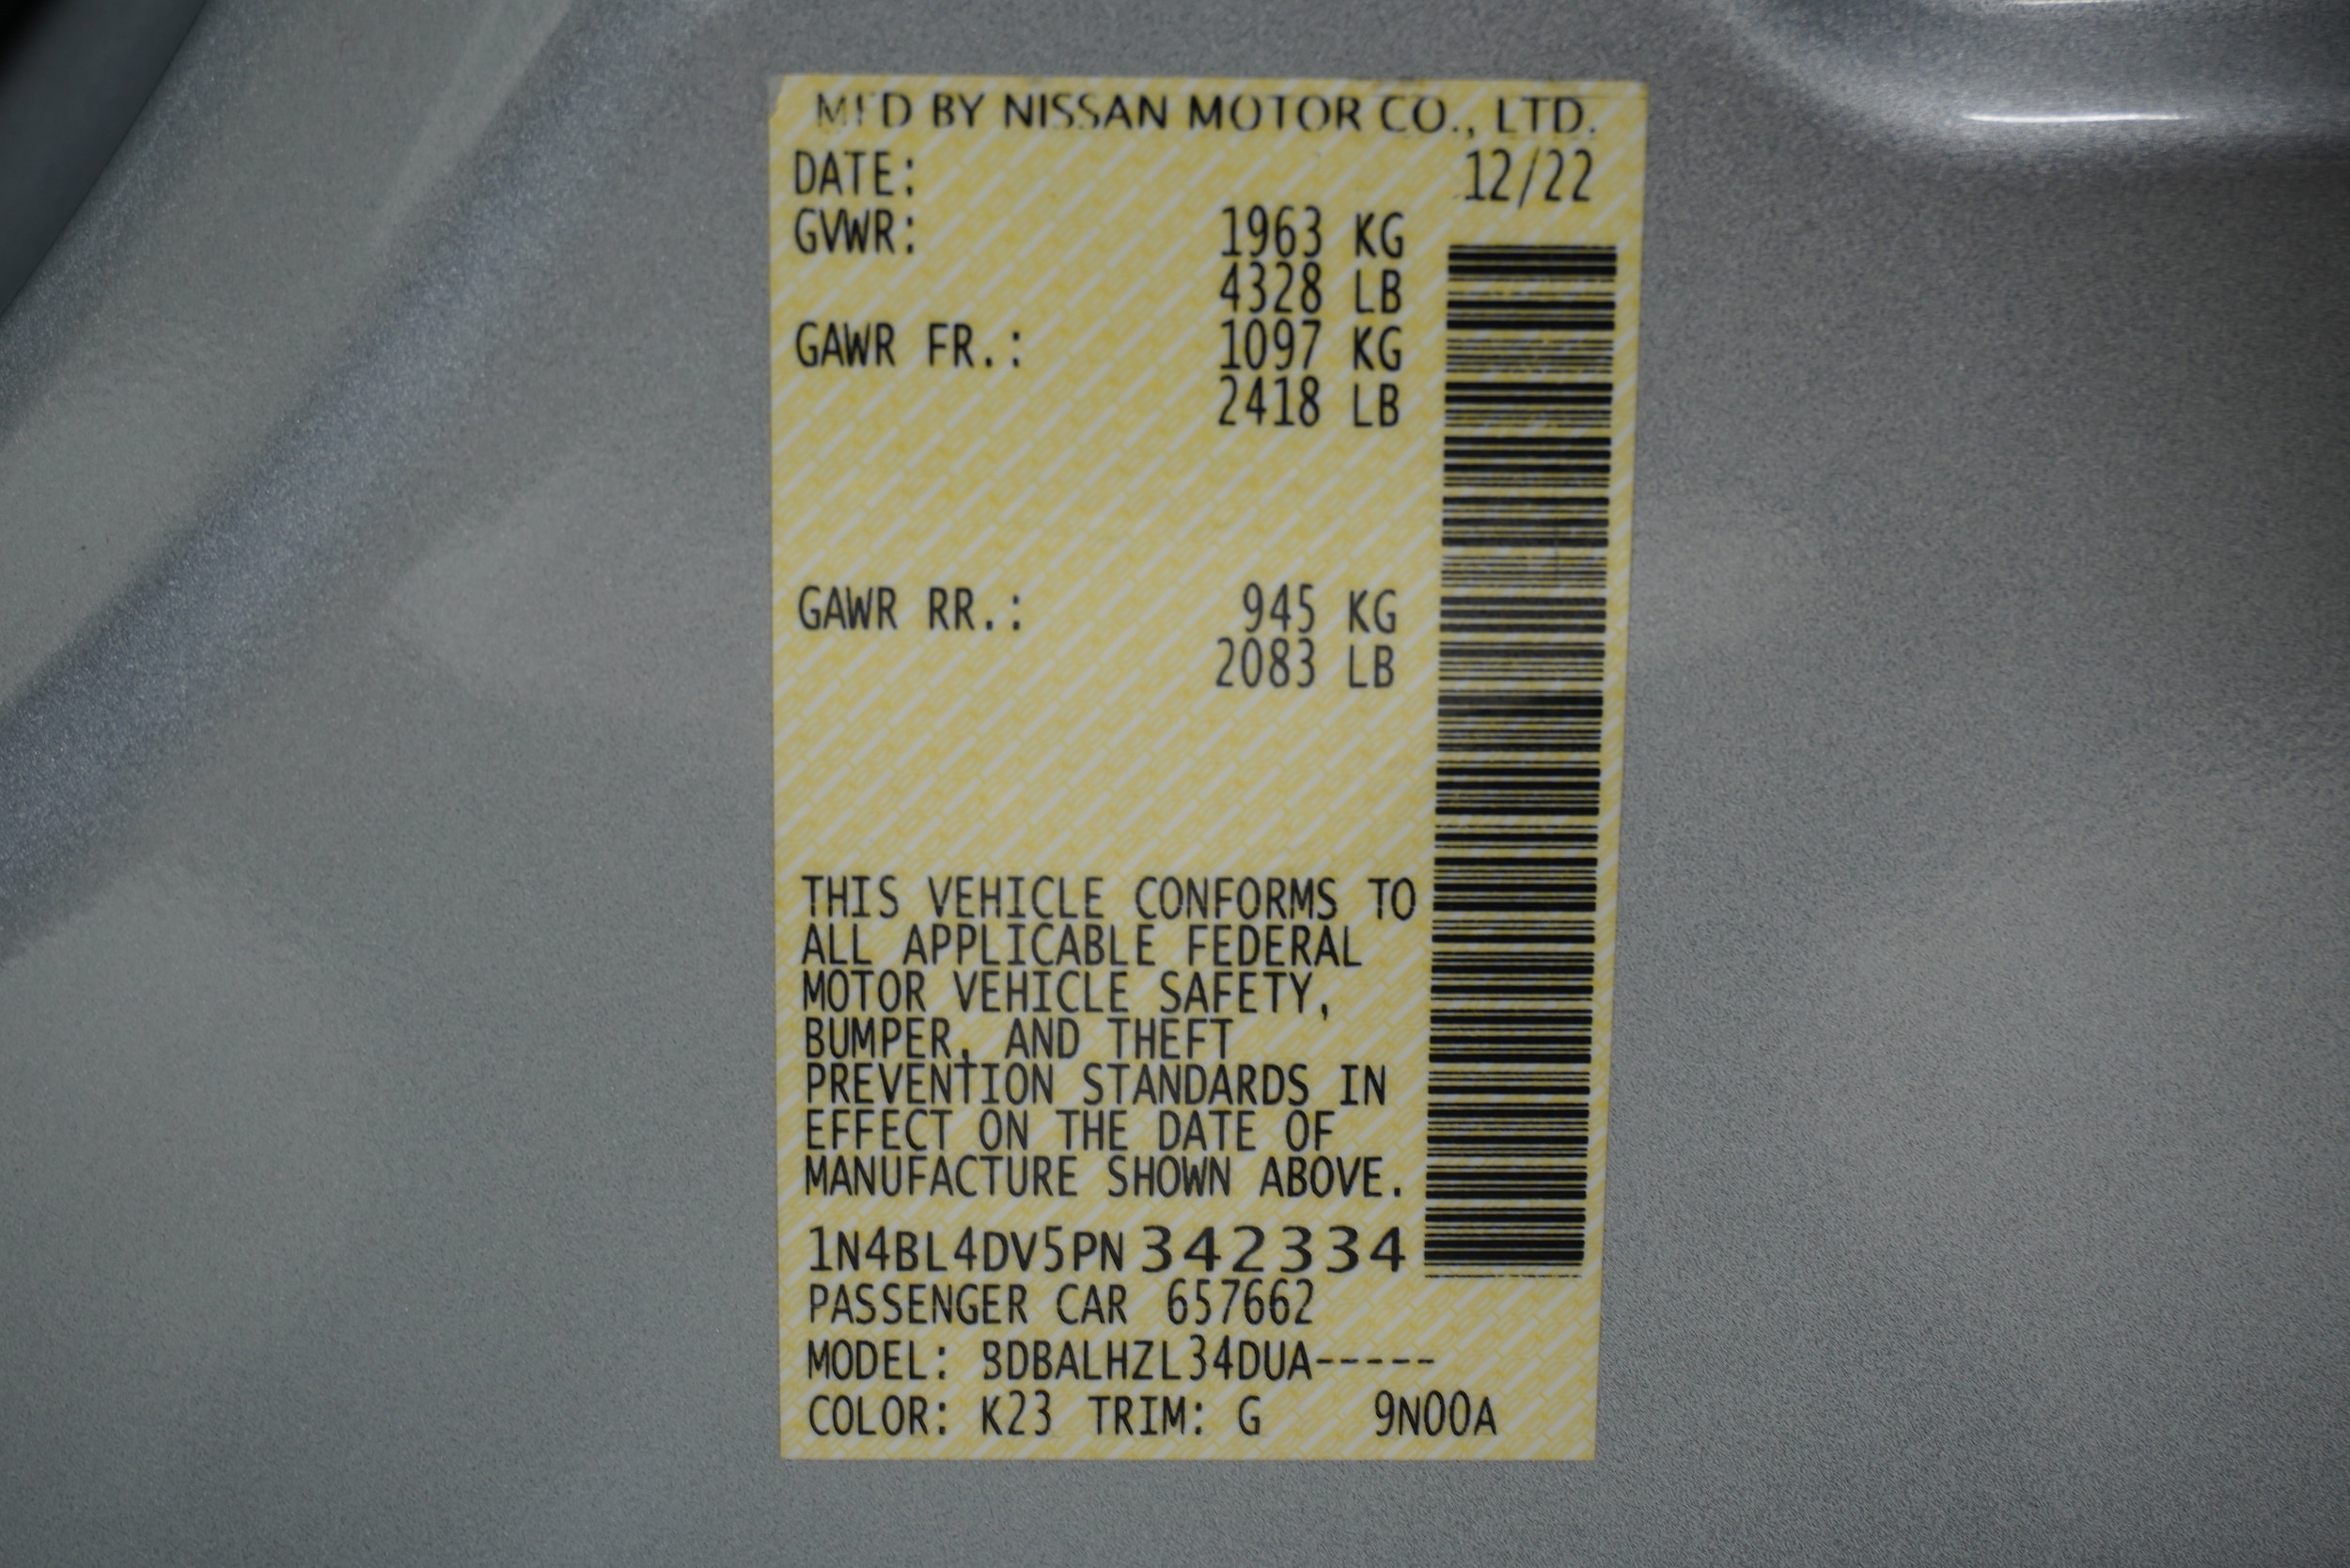 MFD BY NISSAN MOTOR CO., LTD.
DATE: 12/22
GVWR: 1963 KG
4328 LB
GAWR FR.: 1097 KG
2418 LB
GAWR RR.: 945 KG
2083 LB
THIS VEHICLE CONFORMS TO
ALL APPLICABLE FEDERAL
MOTOR VEHICLE SAFETY,
BUMPER, AND THEFT
PREVENTION STANDARDS IN
EFFECT ON THE DATE OF
MANUFACTURE SHOWN ABOVE.
1N4BL4DV5PN342334
PASSENGER CAR 657662
MODEL: BDBALHZL34DUA-----
COLOR: K23 TRIM: G 9N00A